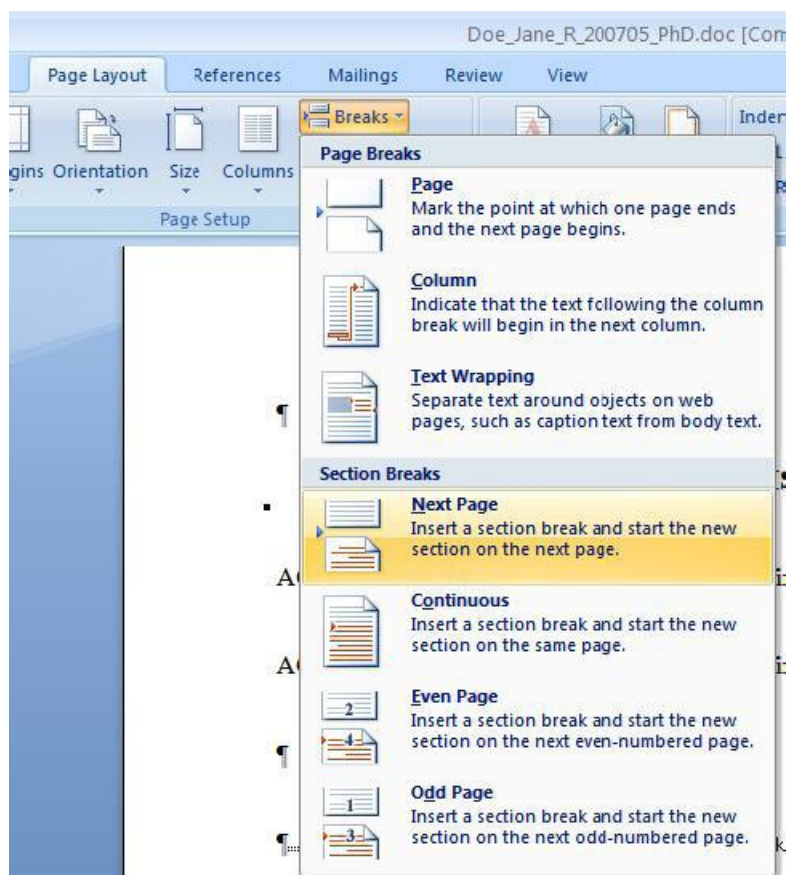 Doe_Jane_R_200705_PhD.doc [Com
Page Layout References Mailings Review View
Breaks
Inden
gins Orientation Size Columns
Page Setup
Page Breaks
Page
Mark the point at which one page ends
and the next page begins.
Column
Indicate that the text following the column
break will begin in the next column.
Text Wrapping
Separate text around objects on web
pages, such as caption text from body text.
Section Breaks
Next Page
Insert a section break and start the new
section on the next page.
Continuous
Insert a section break and start the new
section on the same page.
2
4
Even Page
Insert a section break and start the new
section on the next even-numbered page.
1
3
Odd Page
Insert a section break and start the new
section on the next odd-numbered page.